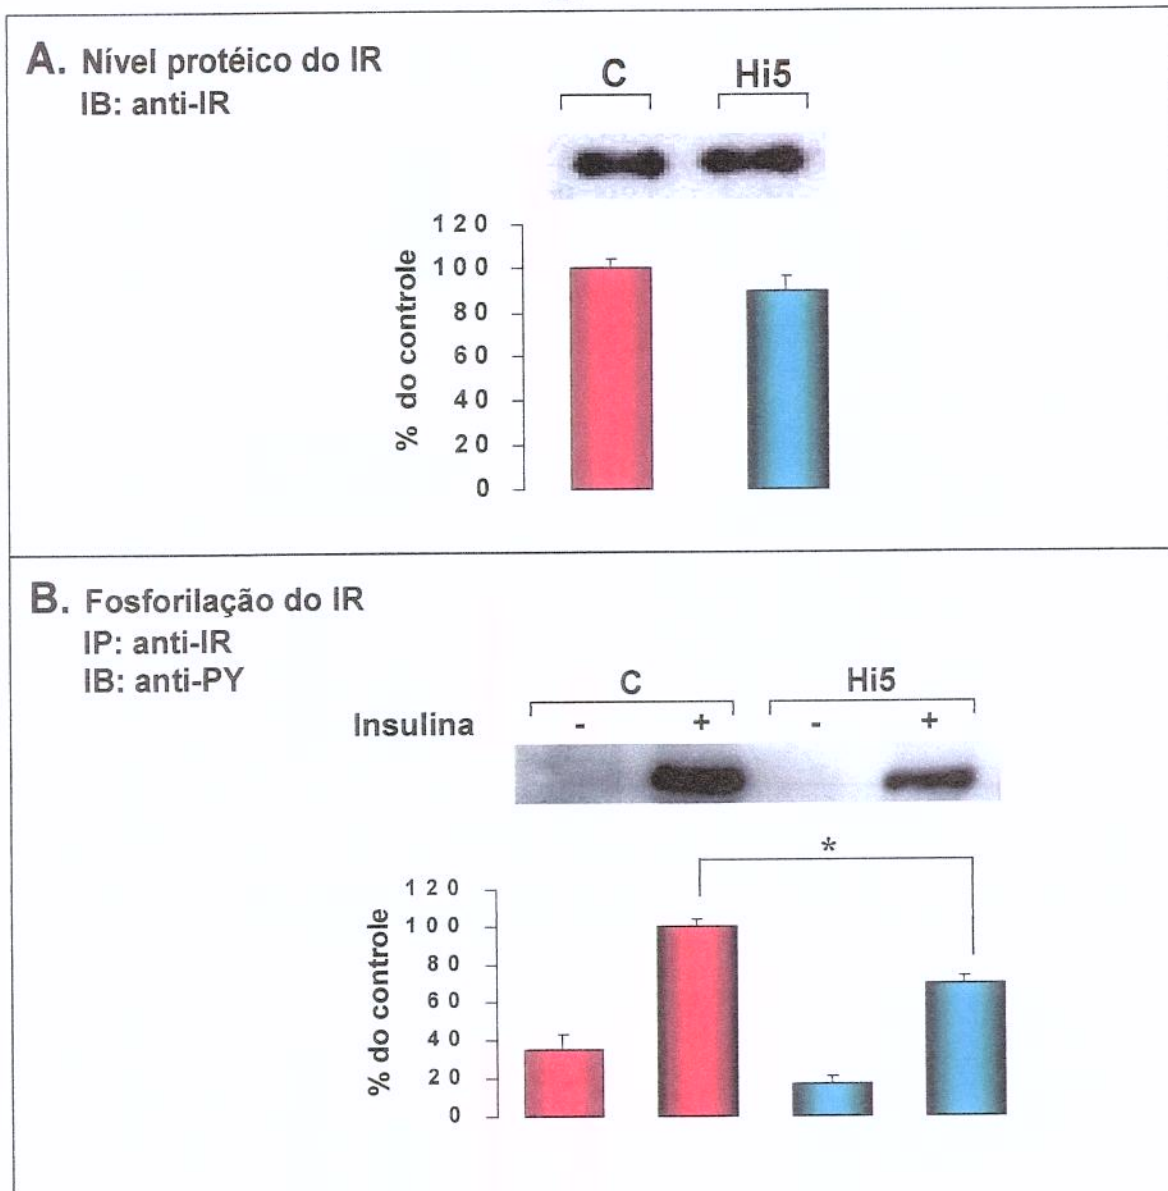 A. Nível protéico do IR
IB: anti-IR
C Hi5
120
100
80
60
40
20
0
% do controle
B. Fosforilação do IR
IP: anti-IR
IB: anti-PY
C Hi5
Insulina - + - +
*
120
100
80
60
40
20
0
% do controle